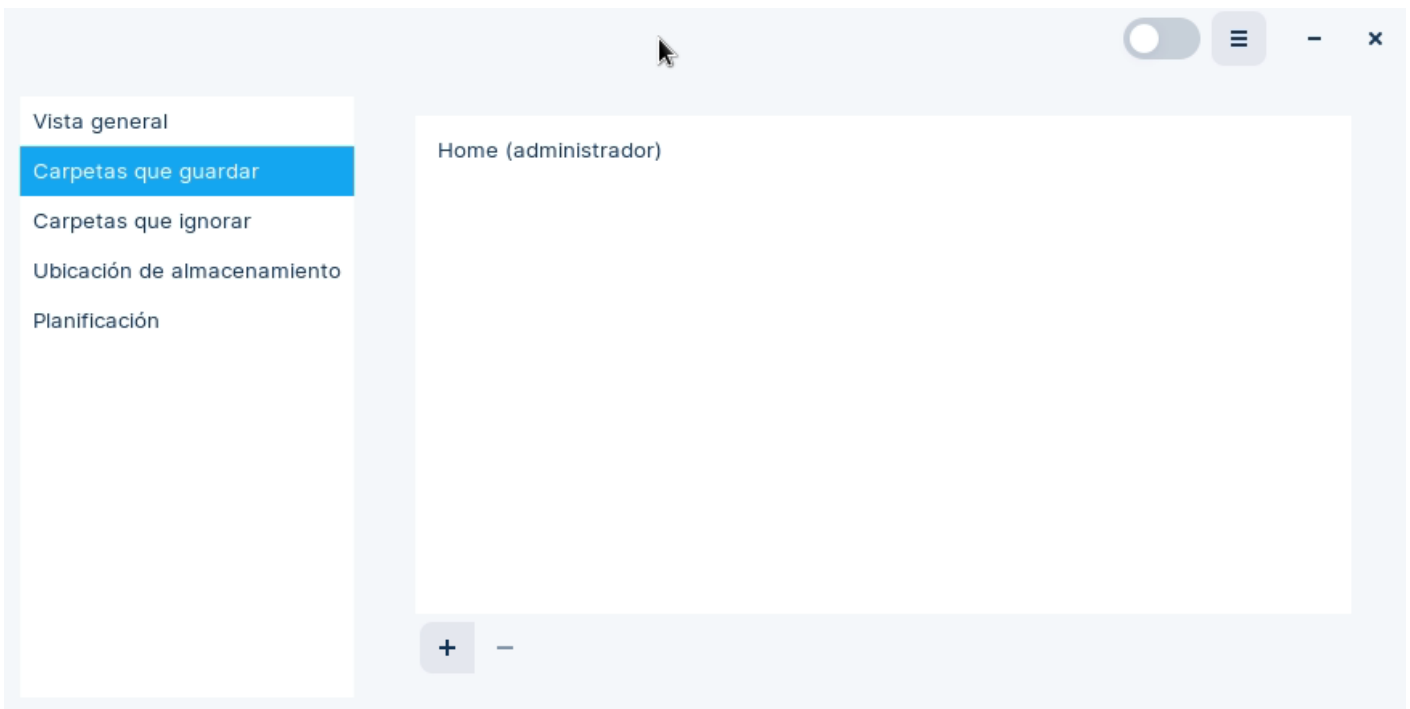 Vista general
Carpetas que guardar
Carpetas que ignorar
Ubicación de almacenamiento
Planificación
Home (administrador)